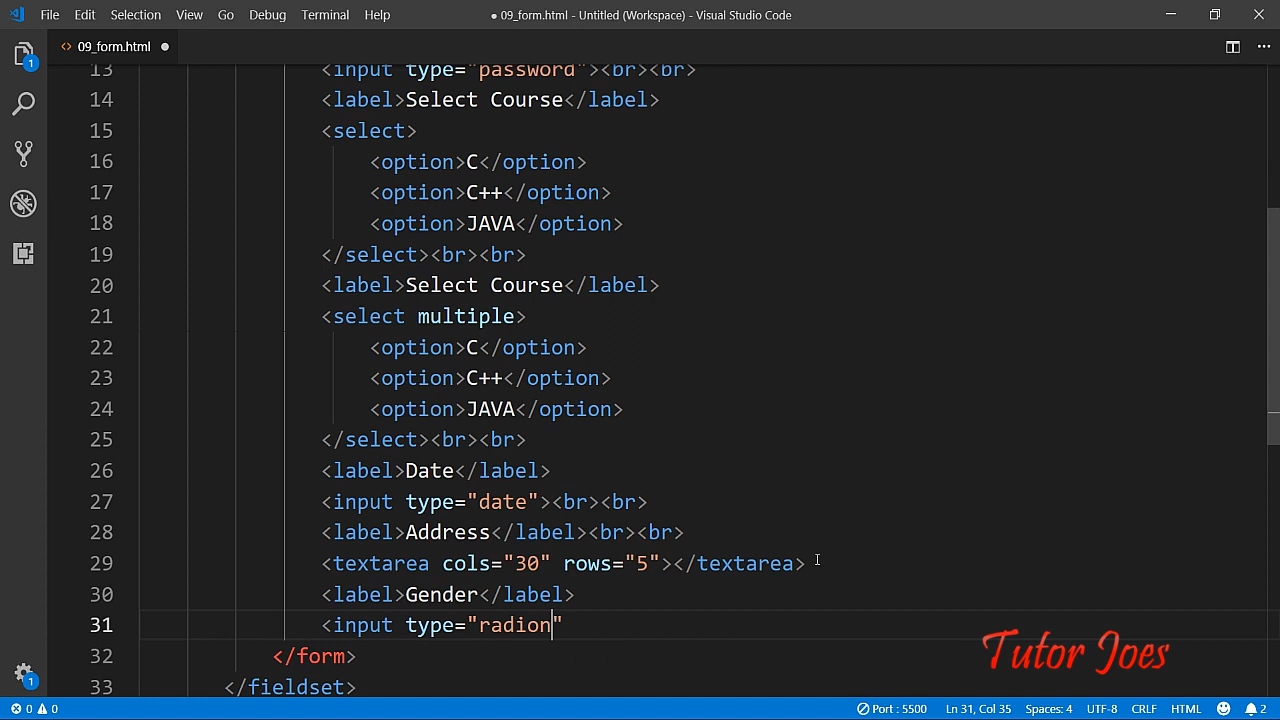 File Edit Selection View Go Debug Terminal Help
● 09_form.html - Untitled (Workspace) - Visual Studio Code
<> 09_form.html ●
13 <input type="password"><br><br>
14 <label>Select Course</label>
15 <select>
16 <option>C</option>
17 <option>C++</option>
18 <option>JAVA</option>
19 </select><br><br>
20 <label>Select Course</label>
21 <select multiple>
22 <option>C</option>
23 <option>C++</option>
24 <option>JAVA</option>
25 </select><br><br>
26 <label>Date</label>
27 <input type="date"><br><br>
28 <label>Address</label><br><br>
29 <textarea cols="30" rows="5"></textarea>
30 <label>Gender</label>
31 <input type="radion"
32 </form>
33 </fieldset>
1
1
Tutor Joes
0 0 Port : 5500 Ln 31, Col 35 Spaces: 4 UTF-8 CRLF HTML 2